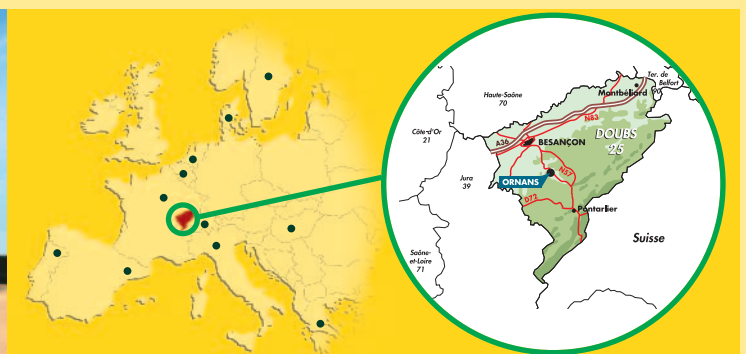 Ter. de
Belfort
90
Montbéliard
Haute-Saône
70
N83
DOUBS
25
Côte-d'Or
21
A36
BESANÇON
Jura
39
ORNANS
N57
D72
Pontarlier
Suisse
Saône-
et-Loire
71